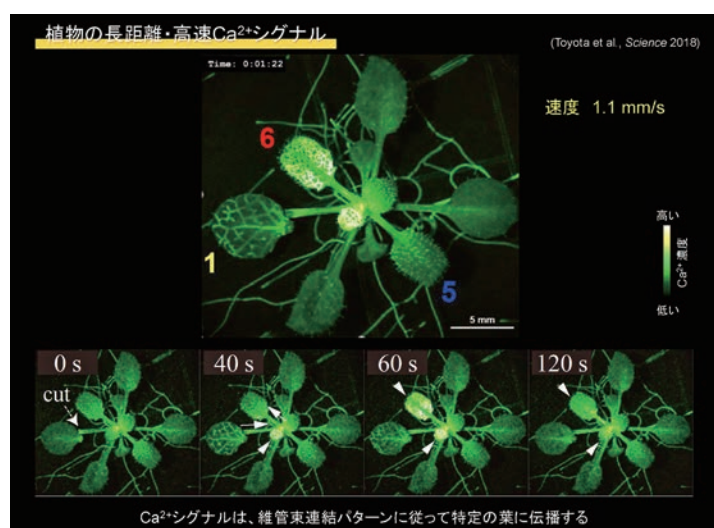 植物の長距離・高速Ca²⁺シグナル
(Toyota et al., Science 2018)
Time: 0:01:22
速度 1.1 mm/s
6
1
5
高い
Ca²⁺濃度
低い
5 mm
0 s
40 s
60 s
120 s
cut
Ca²⁺シグナルは、維管束連結パターンに従って特定の葉に伝播する